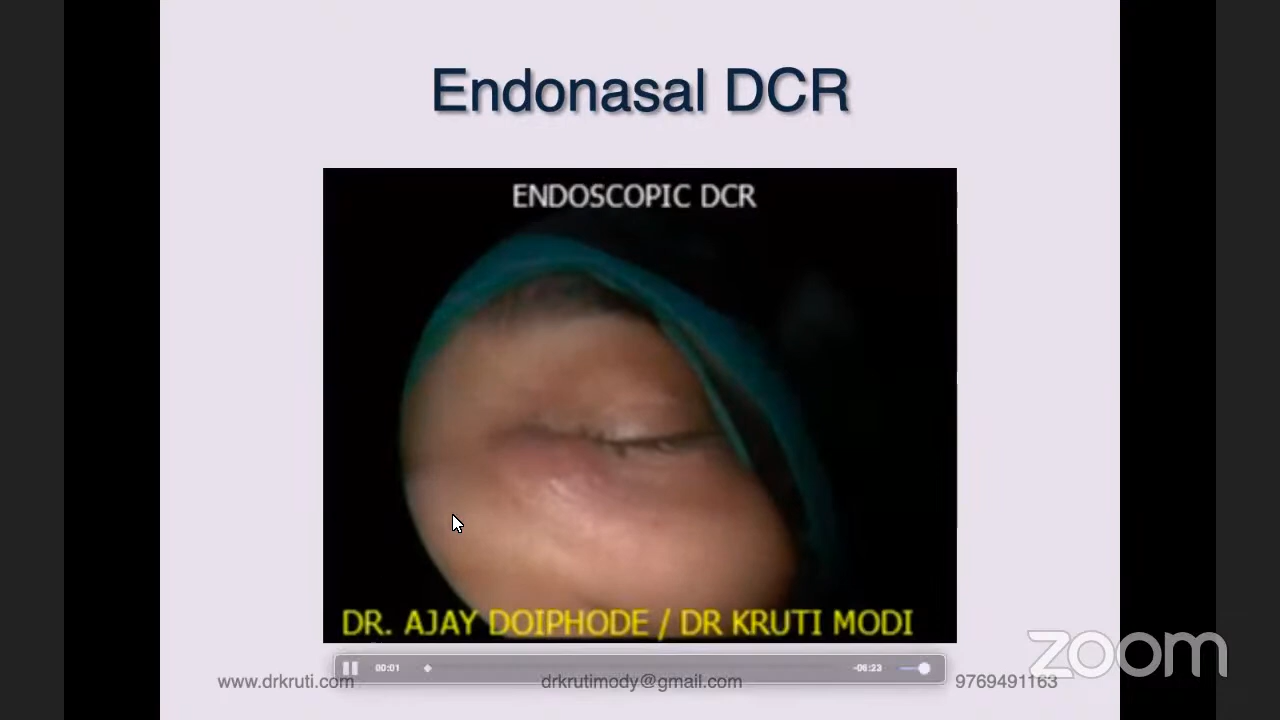 Endonasal DCR
ENDOSCOPIC DCR
DR. AJAY DOIPHODE / DR KRUTI MODI
00:01 -06:23
www.drkruti.com drkrutimody@gmail.com 9769491163
zoom